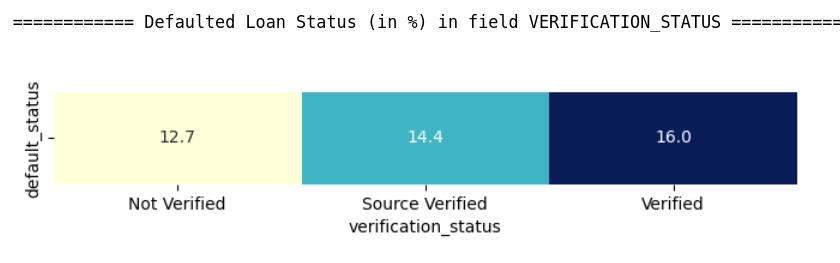 ============ Defaulted Loan Status (in %) in field VERIFICATION_STATUS ===========
default_status
12.7 14.4 16.0
Not Verified Source Verified Verified
verification_status